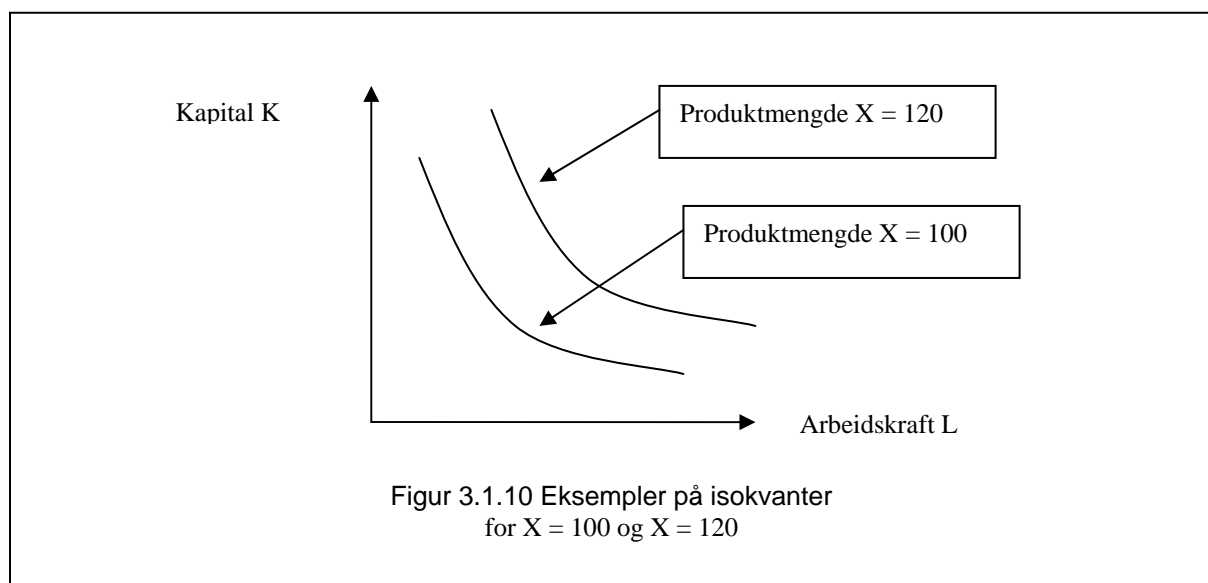 Kapital K
Produktmengde X = 120
Produktmengde X = 100
Arbeidskraft L
Figur 3.1.10 Eksempler på isokvanter
for X = 100 og X = 120